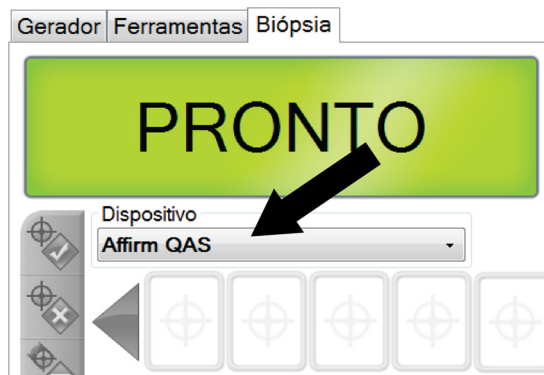 Gerador Ferramentas Biópsia
PRONTO
Dispositivo
Affirm QAS